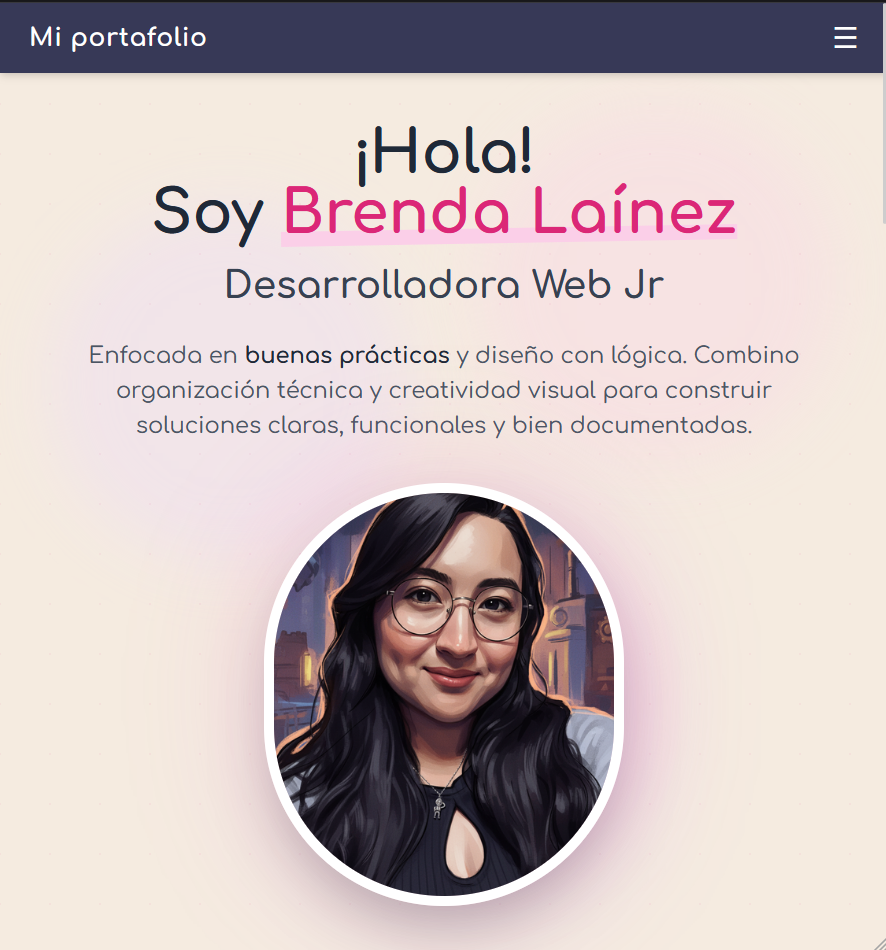 Mi portafolio
¡Hola!
Soy Brenda Laínez
Desarrolladora Web Jr
Enfocada en buenas prácticas y diseño con lógica. Combino
organización técnica y creatividad visual para construir
soluciones claras, funcionales y bien documentadas.